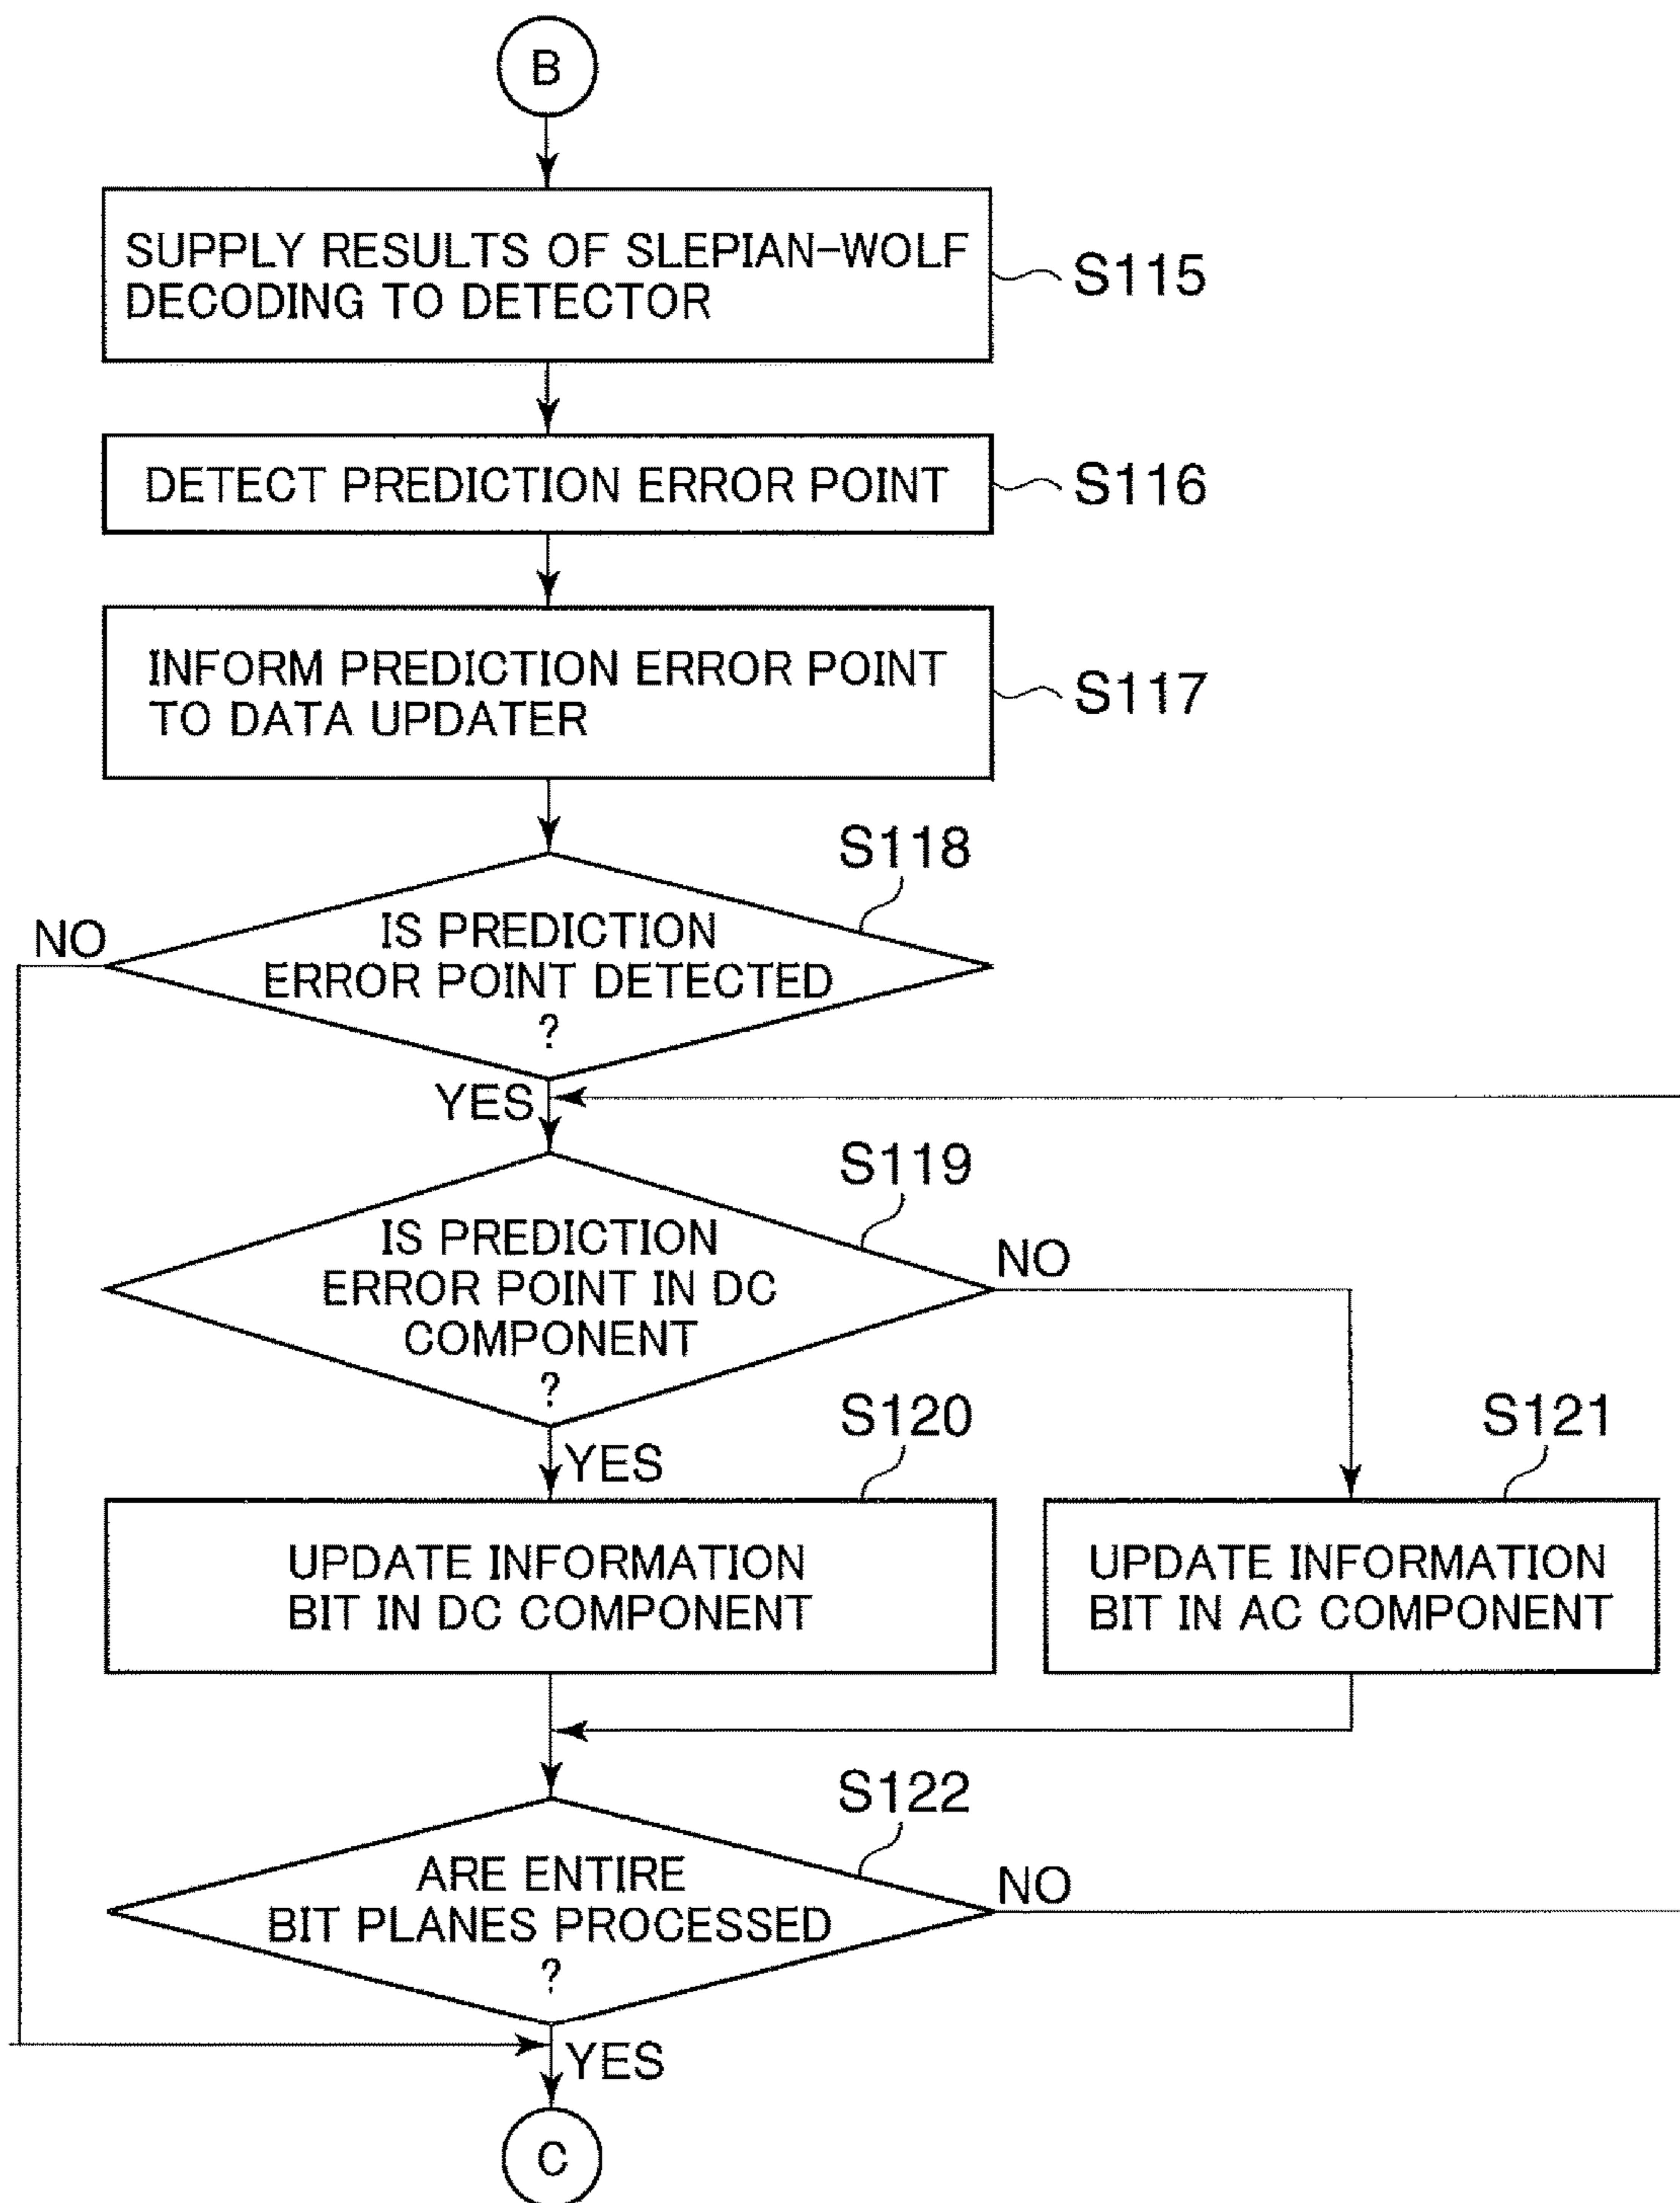 B
SUPPLY RESULTS OF SLEPIAN-WOLF
DECODING TO DETECTOR
S115
DETECT PREDICTION ERROR POINT
S116
INFORM PREDICTION ERROR POINT
TO DATA UPDATER
S117
S118
NO
IS PREDICTION
ERROR POINT DETECTED
?
YES
S119
IS PREDICTION
ERROR POINT IN DC
COMPONENT
?
NO
YES
S120
S121
UPDATE INFORMATION
BIT IN DC COMPONENT
UPDATE INFORMATION
BIT IN AC COMPONENT
S122
ARE ENTIRE
BIT PLANES PROCESSED
?
NO
YES
C